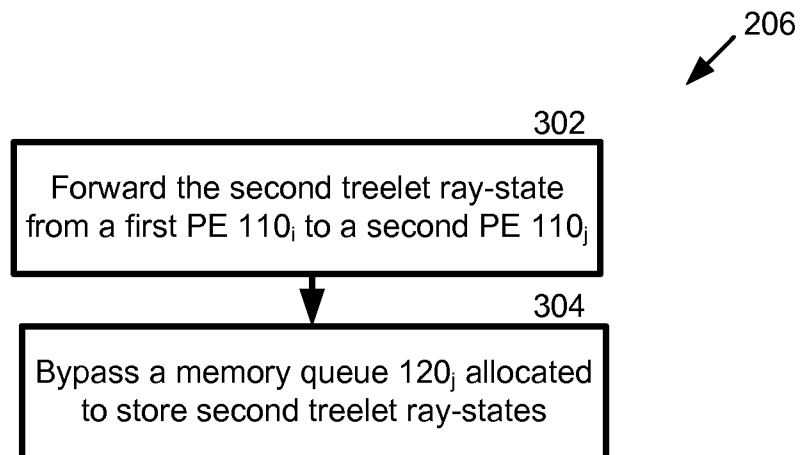 206
302
Forward the second treelet ray-state
from a first PE 110i to a second PE 110j
304
Bypass a memory queue 120j allocated
to store second treelet ray-states